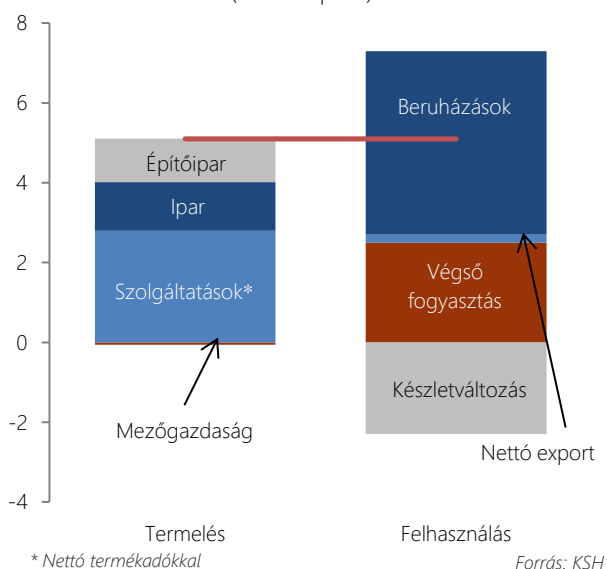 8
6
4
2
0
-2
-4
Építőipar
Ipar
Szolgáltatások*
Mezőgazdaság
Beruházások
Végső
fogyasztás
Készletváltozás
Nettó export
Termelés
Felhasználás
* Nettó termékadókkal
Forrás: KSH